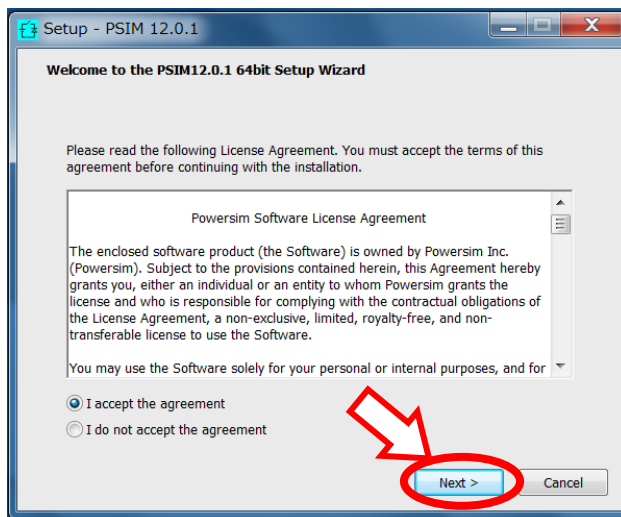 Setup - PSIM 12.0.1
Welcome to the PSIM12.0.1 64bit Setup Wizard
Please read the following License Agreement. You must accept the terms of this
agreement before continuing with the installation.
Powersim Software License Agreement
The enclosed software product (the Software) is owned by Powersim Inc.
(Powersim). Subject to the provisions contained herein, this Agreement hereby
grants you, either an individual or an entity to whom Powersim grants the
license and who is responsible for complying with the contractual obligations of
the License Agreement, a non-exclusive, limited, royalty-free, and non-
transferable license to use the Software.
You may use the Software solely for your personal or internal purposes, and for
I accept the agreement
I do not accept the agreement
Next >
Cancel